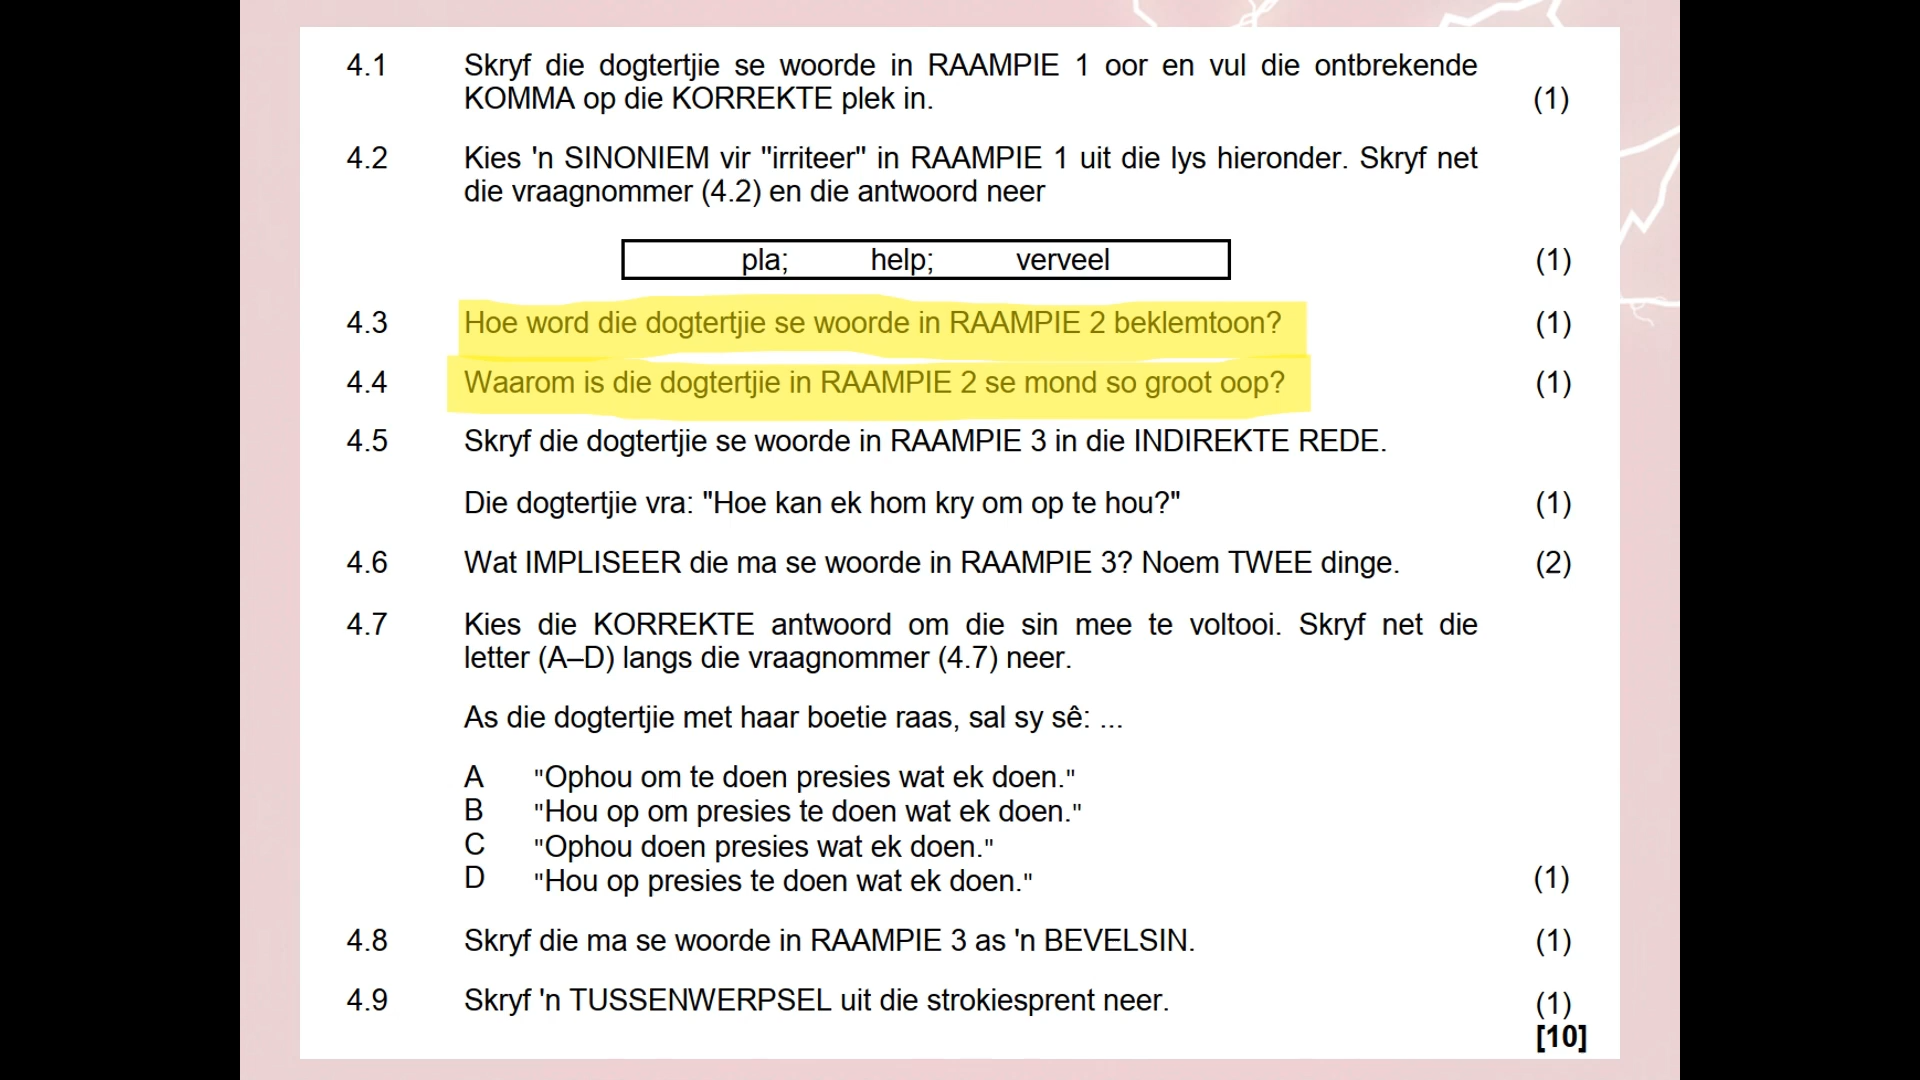 4.1 Skryf die dogtertjie se woorde in RAAMPIE 1 oor en vul die ontbrekende
KOMMA op die KORREKTE plek in. (1)
4.2 Kies 'n SINONIEM vir "irriteer" in RAAMPIE 1 uit die lys hieronder. Skryf net
die vraagnommer (4.2) en die antwoord neer
pla; help; verveel (1)
4.3 Hoe word die dogtertjie se woorde in RAAMPIE 2 beklemtoon? (1)
4.4 Waarom is die dogtertjie in RAAMPIE 2 se mond so groot oop? (1)
4.5 Skryf die dogtertjie se woorde in RAAMPIE 3 in die INDIREKTE REDE.
Die dogtertjie vra: "Hoe kan ek hom kry om op te hou?" (1)
4.6 Wat IMPLISEER die ma se woorde in RAAMPIE 3? Noem TWEE dinge. (2)
4.7 Kies die KORREKTE antwoord om die sin mee te voltooi. Skryf net die
letter (A–D) langs die vraagnommer (4.7) neer.
As die dogtertjie met haar boetie raas, sal sy sê: ...
A "Ophou om te doen presies wat ek doen."
B "Hou op om presies te doen wat ek doen."
C "Ophou doen presies wat ek doen."
D "Hou op presies te doen wat ek doen." (1)
4.8 Skryf die ma se woorde in RAAMPIE 3 as 'n BEVELSIN. (1)
4.9 Skryf 'n TUSSENWERPSEL uit die strokiesprent neer. (1)
[10]